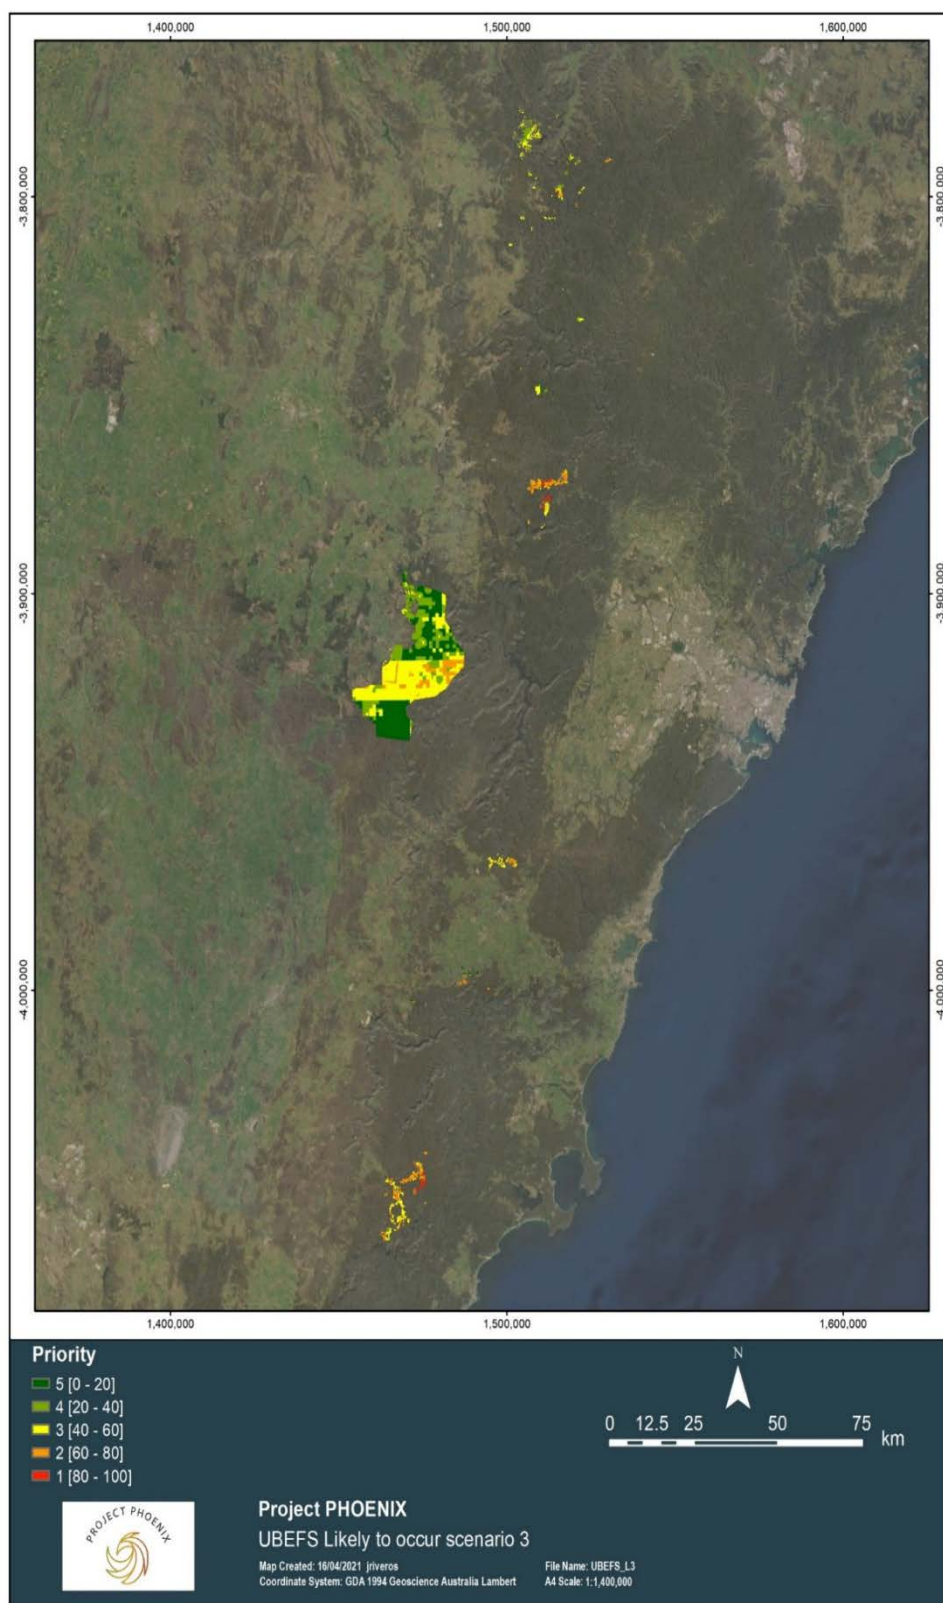 1,400,000 1,500,000 1,600,000
-3,800,000 -3,800,000
-3,900,000 -3,900,000
-4,000,000 -4,000,000
1,400,000 1,500,000 1,600,000
Priority
5 [0 - 20]
4 [20 - 40]
3 [40 - 60]
2 [60 - 80]
1 [80 - 100]
N
0 12.5 25 50 75
km
PROJECT PHOENIX
Project PHOENIX
UBEFS Likely to occur scenario 3
Map Created: 16/04/2021 jriveros File Name: UBEFS_L3
Coordinate System: GDA 1994 Geoscience Australia Lambert A4 Scale: 1:1,400,000